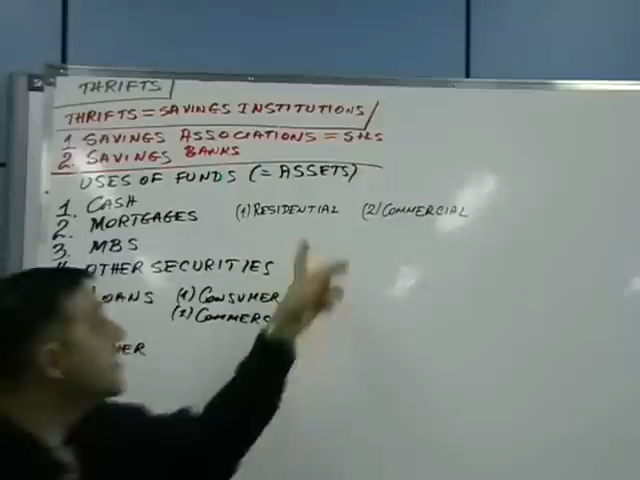 THRIFTS/
THRIFTS = SAVINGS INSTITUTIONS/
1. SAVINGS ASSOCIATIONS = S+LS
2. SAVINGS BANKS
USES OF FUNDS (= ASSETS)
1. CASH
2. MORTGAGES (1) RESIDENTIAL (2) COMMERCIAL
3. MBS
OTHER SECURITIES
LOANS (1) CONSUMER
(2) COMMERC